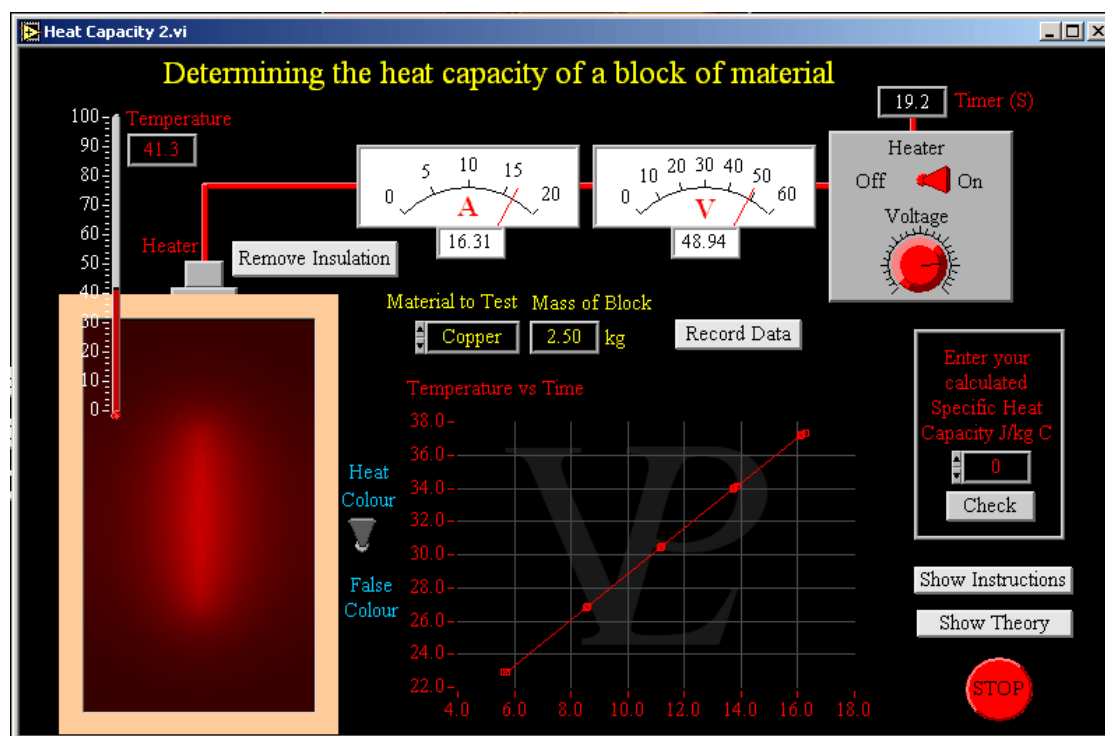 Heat Capacity 2.vi
Determining the heat capacity of a block of material
19.2 Timer (S)
100
90
80
70
60
50
40
30
20
10
0
Temperature
41.3
0 5 10 15 20
A
16.31
0 10 20 30 40 50 60
V
48.94
Heater
Off On
Voltage
Heater
Remove Insulation
Material to Test Mass of Block
Copper 2.50 kg
Record Data
Enter your
calculated
Specific Heat
Capacity J/kg C
0
Check
Temperature vs Time
38.0
36.0
34.0
32.0
30.0
28.0
26.0
24.0
22.0
4.0 6.0 8.0 10.0 12.0 14.0 16.0 18.0
VPL
Heat
Colour
False
Colour
Show Instructions
Show Theory
STOP